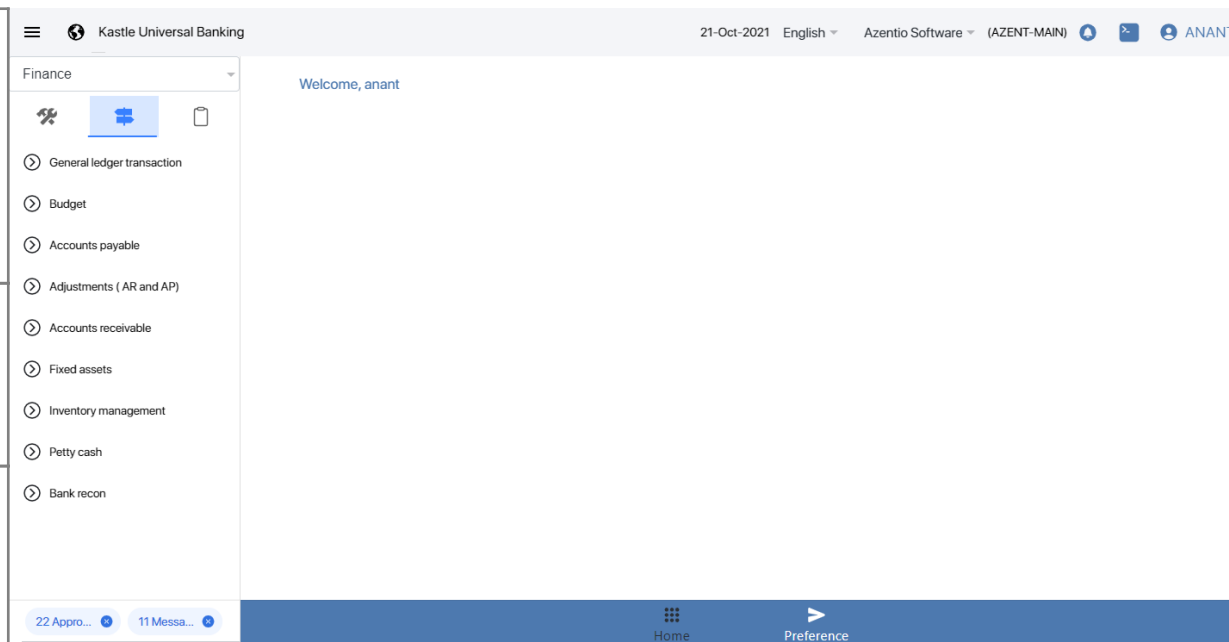 Kastle Universal Banking
21-Oct-2021 English Azentio Software (AZENT-MAIN) ANANT
Finance
Welcome, anant
General ledger transaction
Budget
Accounts payable
Adjustments ( AR and AP)
Accounts receivable
Fixed assets
Inventory management
Petty cash
Bank recon
22 Appro... 11 Messa...
Home Preference